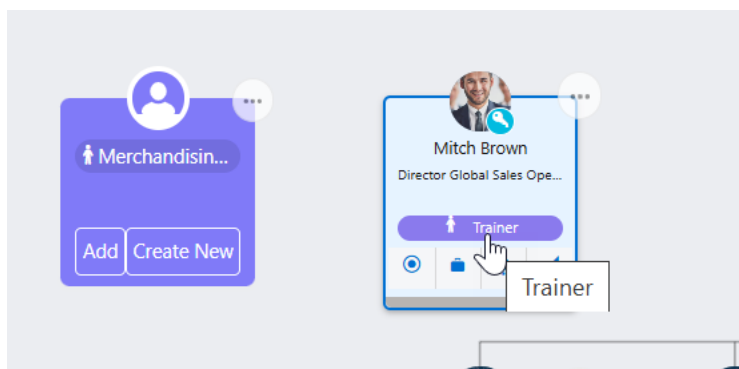 Merchandisin...
Add
Create New
Mitch Brown
Director Global Sales Ope...
Trainer
Trainer